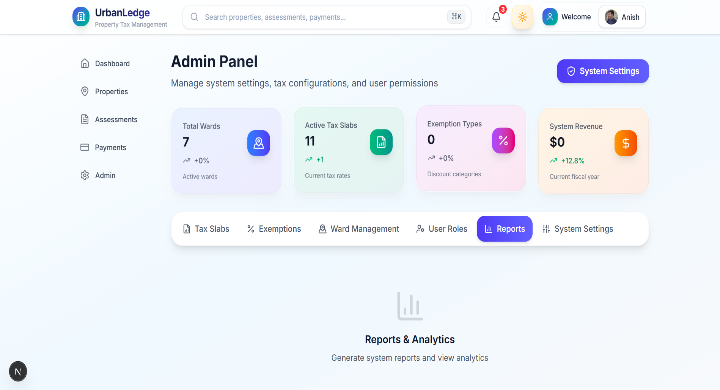 UrbanLedge
Property Tax Management
Search properties, assessments, payments...
⌘K
3
Welcome
Anish
Dashboard
Properties
Assessments
Payments
Admin
Admin Panel
Manage system settings, tax configurations, and user permissions
System Settings
Total Wards
7
+0%
Active wards
Active Tax Slabs
11
+1
Current tax rates
Exemption Types
0
+0%
Discount categories
System Revenue
$0
+12.8%
Current fiscal year
Tax Slabs
Exemptions
Ward Management
User Roles
Reports
System Settings
Reports & Analytics
Generate system reports and view analytics
N